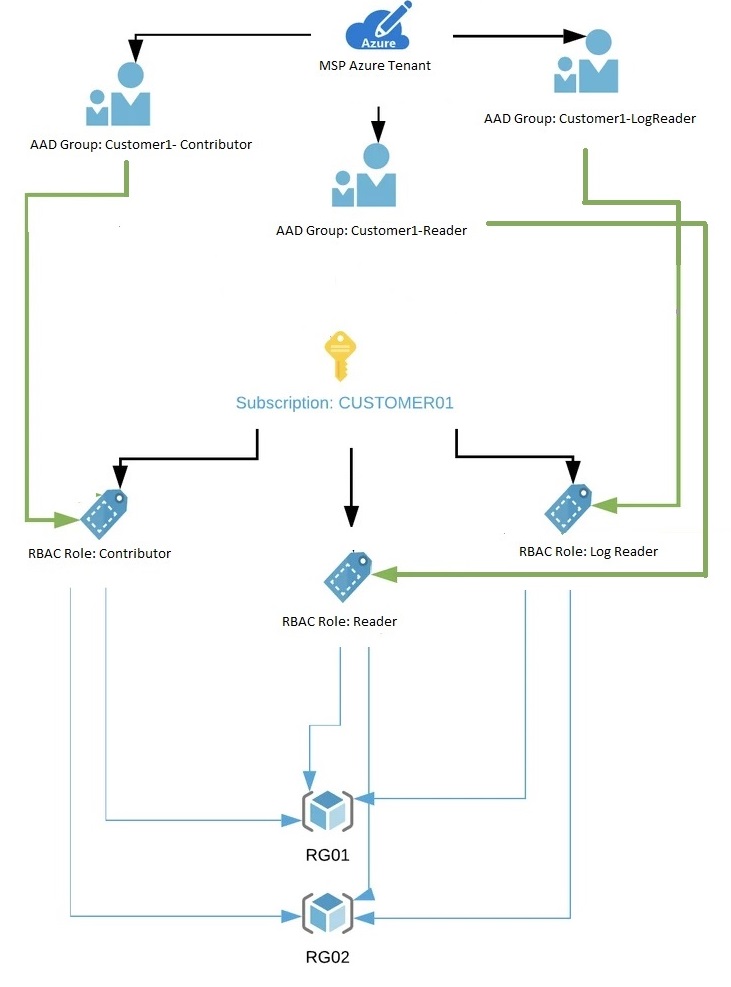 Azure
MSP Azure Tenant
AAD Group: Customer1-LogReader
AAD Group: Customer1- Contributor
AAD Group: Customer1-Reader
Subscription: CUSTOMER01
RBAC Role: Contributor
RBAC Role: Log Reader
RBAC Role: Reader
RG01
RG02